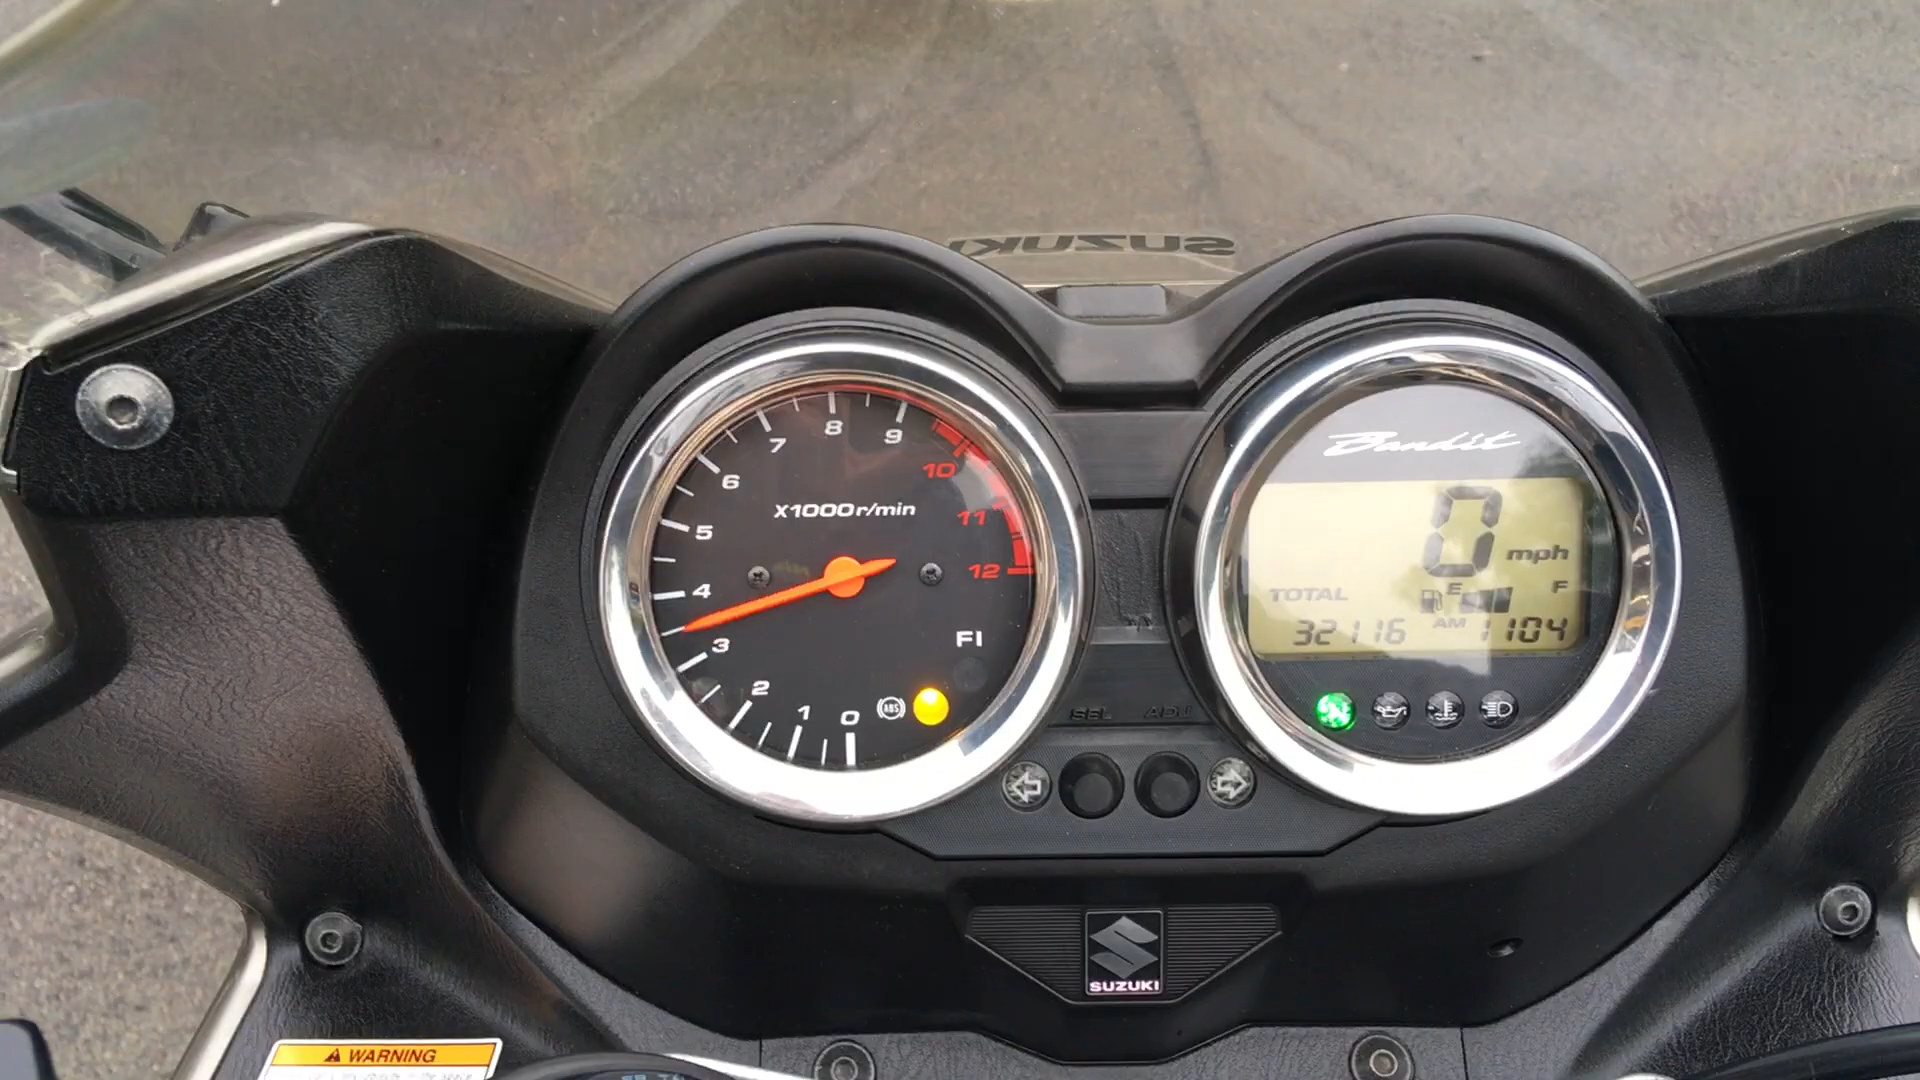 SUZUKI
7 8 9
6 10
X1000r/min
5 11
4 12
3
FI
2
1 0
ABS
Bandit
0 mph
TOTAL E F
32116 AM 1104
SEL ADJ
SUZUKI
WARNING